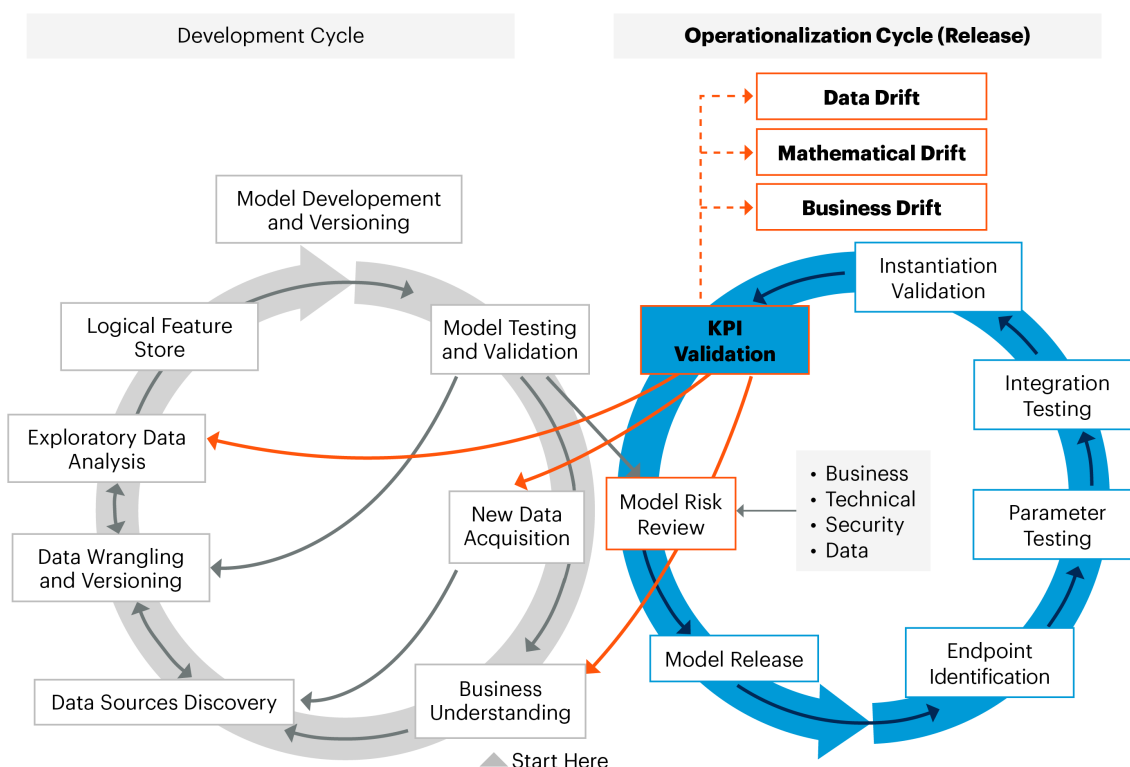 Development Cycle
Operationalization Cycle (Release)
Data Drift
Mathematical Drift
Business Drift
Model Developement
and Versioning
Instantiation
Validation
Logical Feature
Store
Model Testing
and Validation
KPI
Validation
Integration
Testing
Exploratory Data
Analysis
New Data
Acquisition
Model Risk
Review
• Business
• Technical
• Security
• Data
Parameter
Testing
Data Wrangling
and Versioning
Model Release
Endpoint
Identification
Data Sources Discovery
Business
Understanding
Start Here